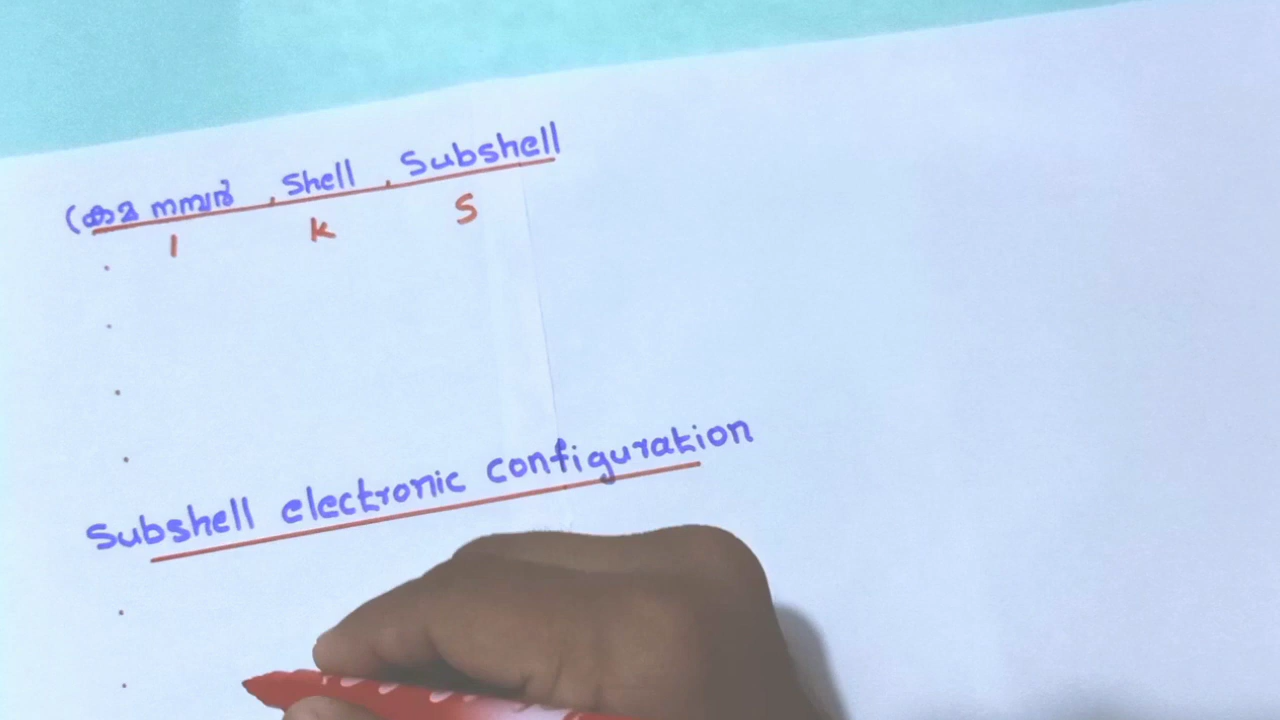 ക്രമ നമ്പർ , Shell , Subshell
1 K S
Subshell electronic configuration